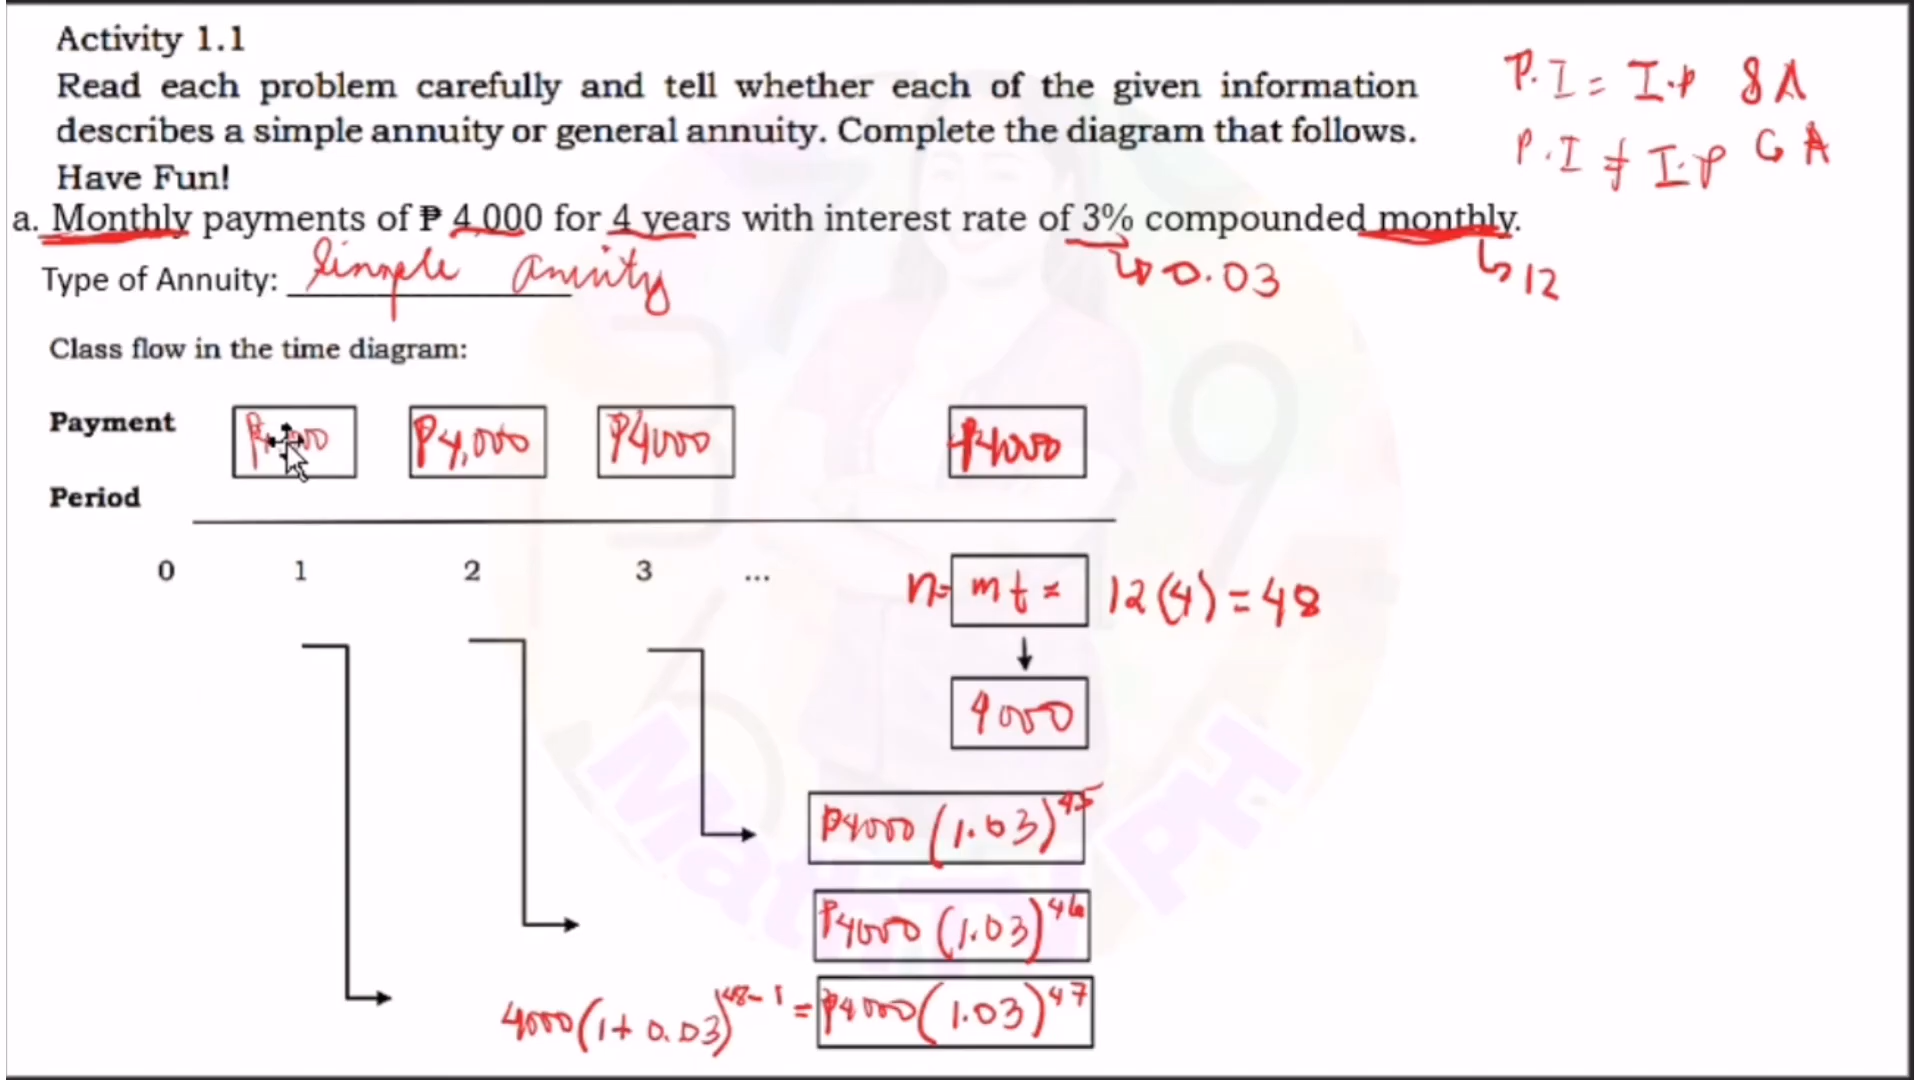 Activity 1.1
Read each problem carefully and tell whether each of the given information
describes a simple annuity or general annuity. Complete the diagram that follows.
Have Fun!
P.I = I.P SA
P.I ≠ I.P GA
a. Monthly payments of ₱ 4,000 for 4 years with interest rate of 3% compounded monthly.
Type of Annuity: Simple Annuity
↳ 0.03
↳ 12
Class flow in the time diagram:
Payment ₱4,000 ₱4000 ₱4000
Period
0 1 2 3 ... n= mt = 12(4) = 48
4000
₱4000 (1.03)^45
₱4000 (1.03)^46
4000(1+0.03)^48-1 = ₱4000(1.03)^47
Math PH